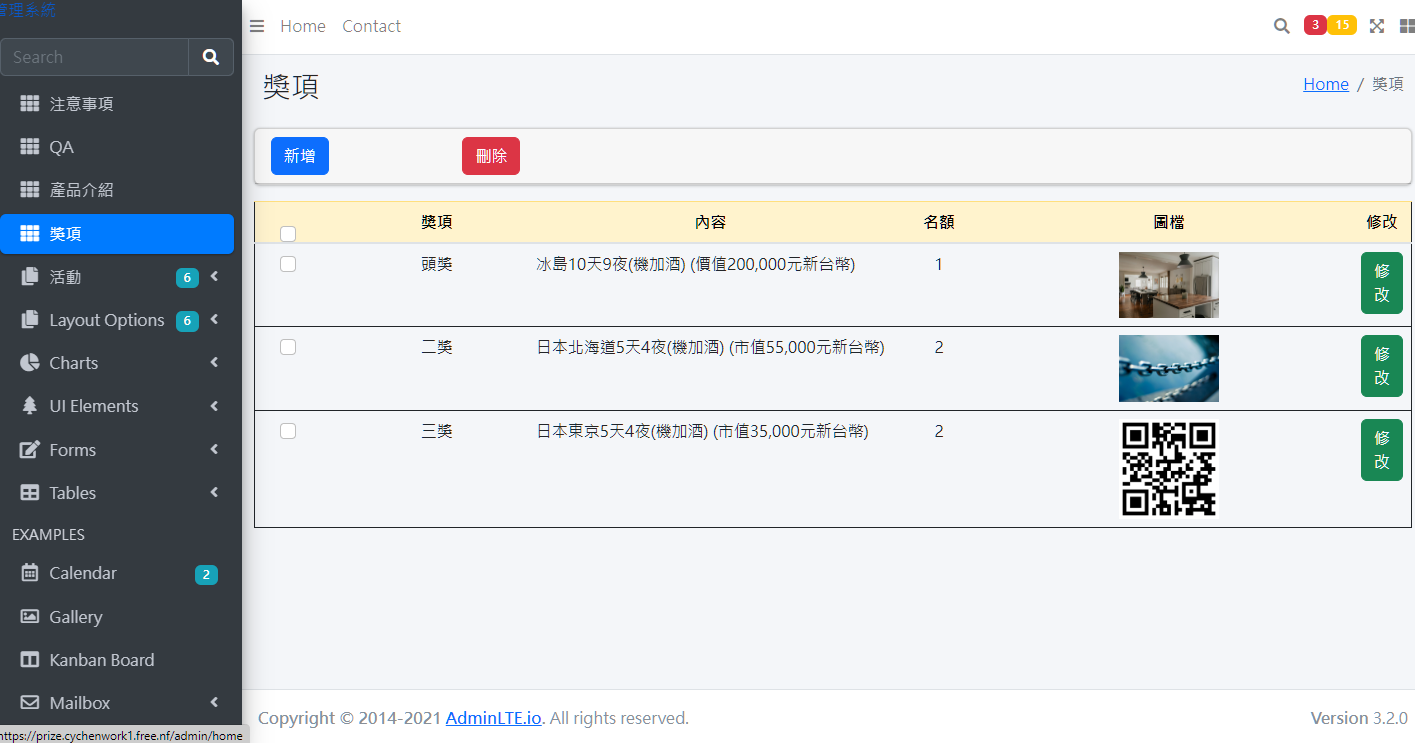 管理系統
Search
注意事項
QA
產品介紹
獎項
活動 6
Layout Options 6
Charts
UI Elements
Forms
Tables
EXAMPLES
Calendar 2
Gallery
Kanban Board
Mailbox
https://prize.cychenwork1.free.nf/admin/home
Home Contact
3 15
獎項
Home / 獎項
新增 刪除
獎項 內容 名額 圖檔 修改
頭獎 冰島10天9夜(機加酒) (價值200,000元新台幣) 1 修改
二獎 日本北海道5天4夜(機加酒) (市值55,000元新台幣) 2 修改
三獎 日本東京5天4夜(機加酒) (市值35,000元新台幣) 2 修改
Copyright © 2014-2021 AdminLTE.io. All rights reserved.
Version 3.2.0